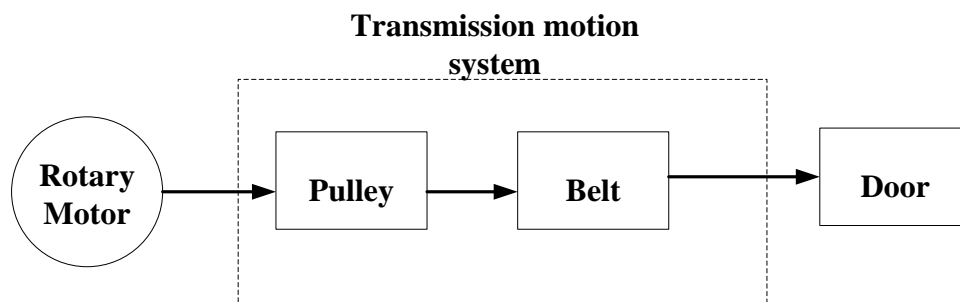 Transmission motion
system
Rotary
Motor
Pulley
Belt
Door